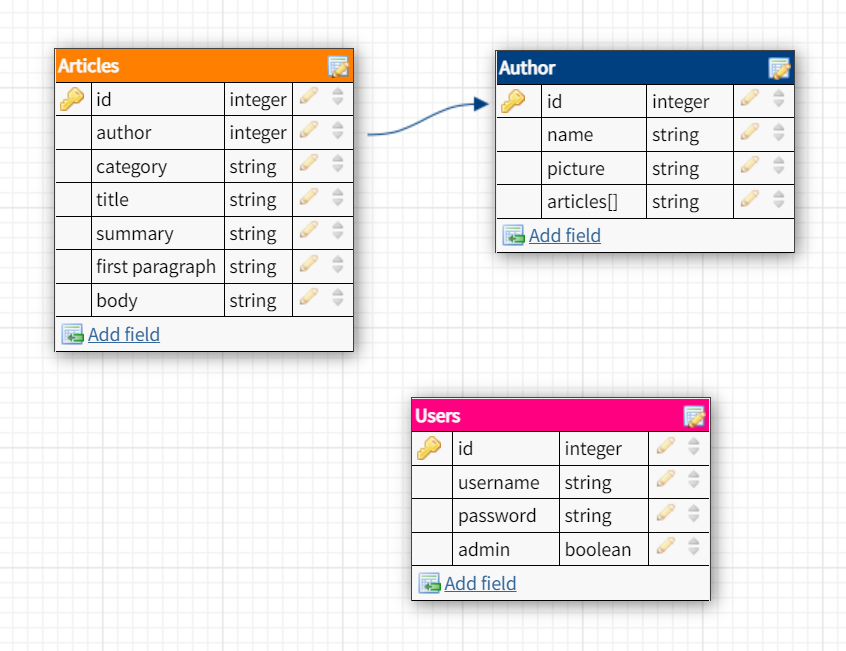 Articles
id integer
author integer
category string
title string
summary string
first paragraph string
body string
Add field
Author
id integer
name string
picture string
articles[] string
Add field
Users
id integer
username string
password string
admin boolean
Add field